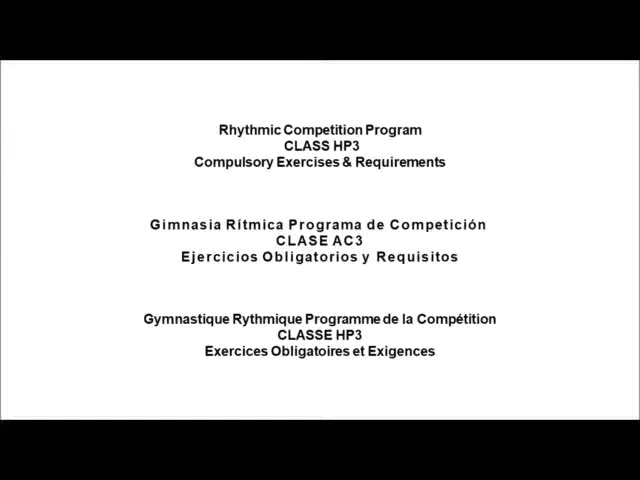 Rhythmic Competition Program
CLASS HP3
Compulsory Exercises & Requirements
Gimnasia Rítmica Programa de Competición
CLASE AC3
Ejercicios Obligatorios y Requisitos
Gymnastique Rythmique Programme de la Compétition
CLASSE HP3
Exercices Obligatoires et Exigences